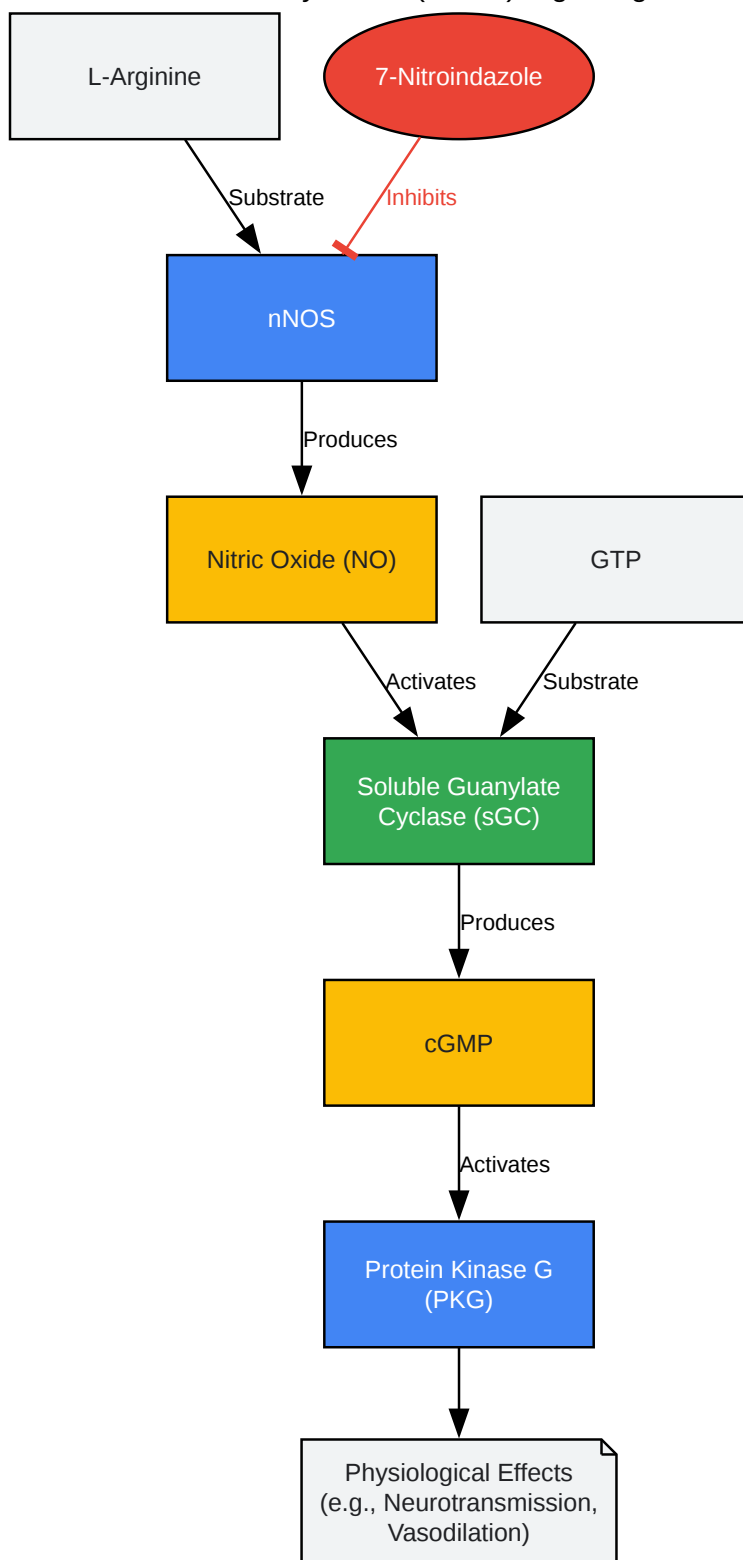 L-Arginine
7-Nitroindazole
Substrate
Inhibits
nNOS
Produces
Nitric Oxide (NO)
GTP
Activates
Substrate
Soluble Guanylate
Cyclase (sGC)
Produces
cGMP
Activates
Protein Kinase G
(PKG)
Physiological Effects
(e.g., Neurotransmission,
Vasodilation)